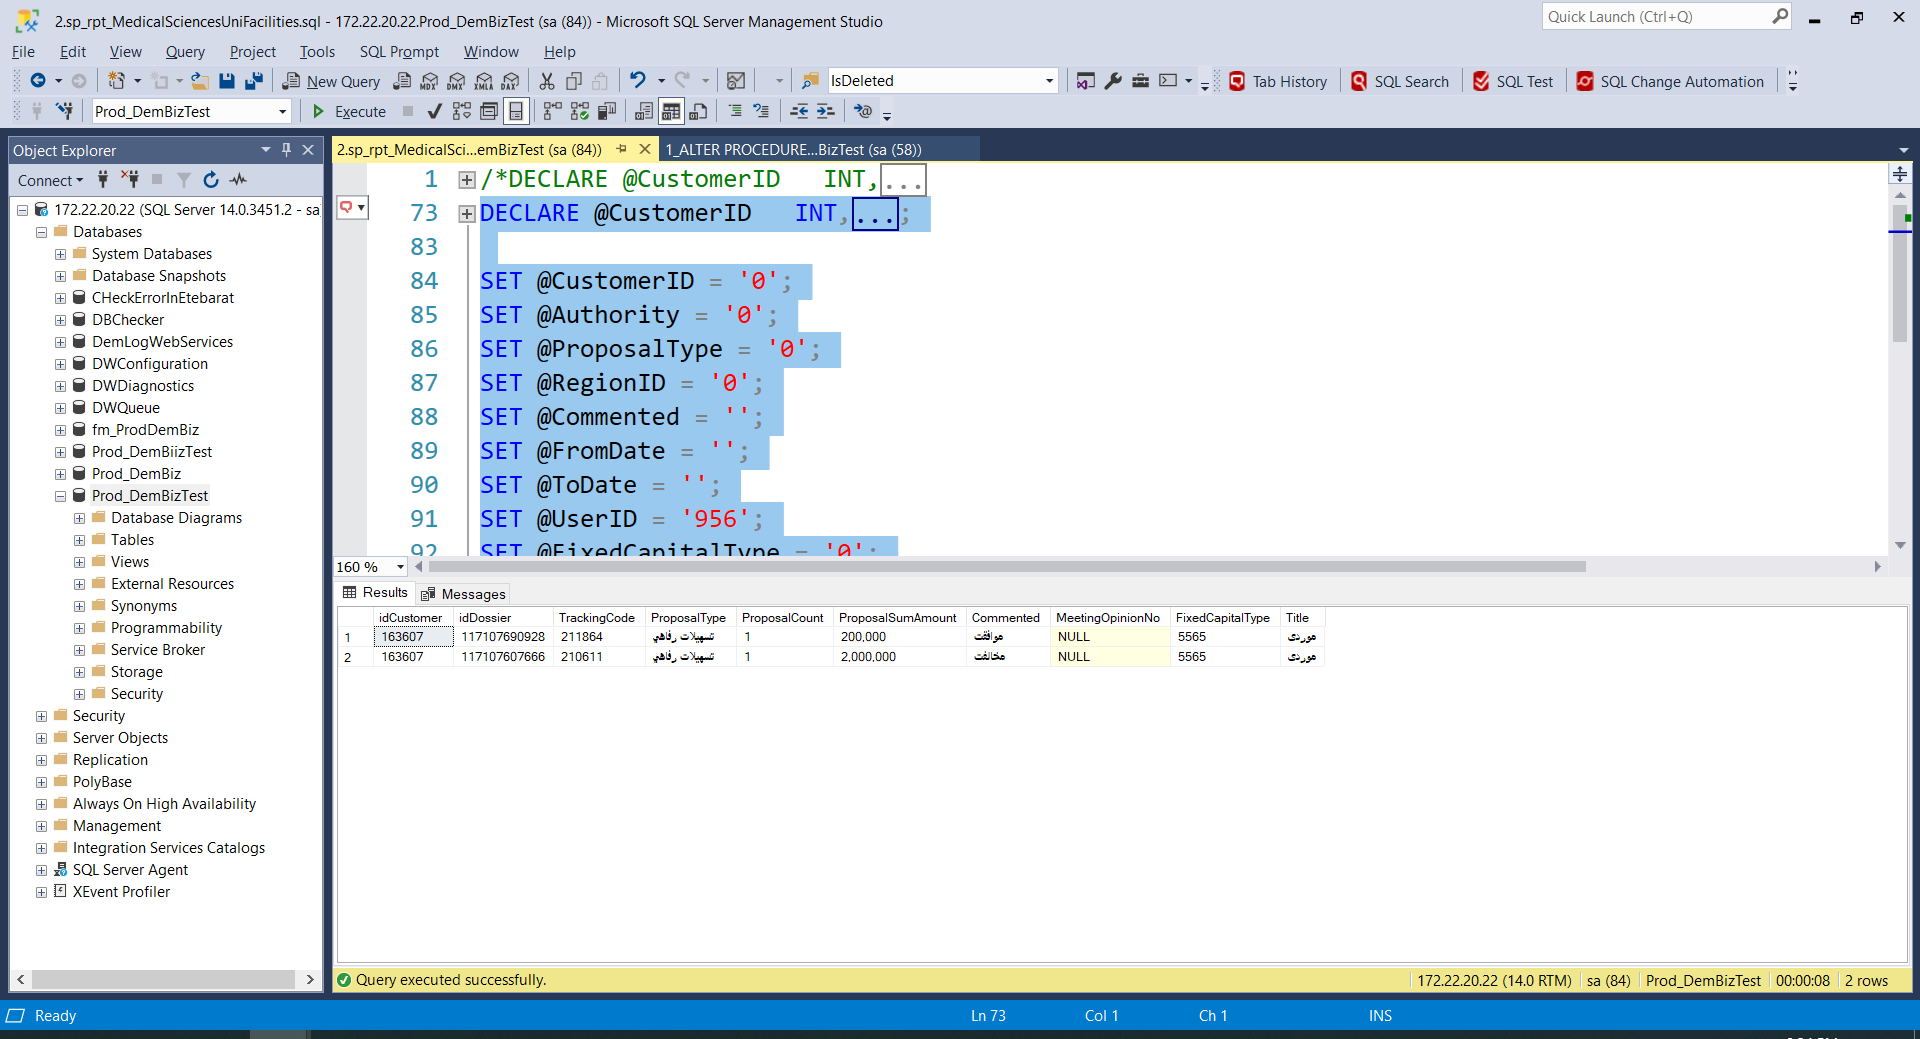 2.sp_rpt_MedicalSciencesUniFacilities.sql - 172.22.20.22.Prod_DemBizTest (sa (84)) - Microsoft SQL Server Management Studio
Quick Launch (Ctrl+Q)
File Edit View Query Project Tools SQL Prompt Window Help
New Query MDX DMX XMLA DAX IsDeleted Tab History SQL Search SQL Test SQL Change Automation
Prod_DemBizTest Execute
Object Explorer
Connect
172.22.20.22 (SQL Server 14.0.3451.2 - sa
Databases
System Databases
Database Snapshots
CHeckErrorInEtebarat
DBChecker
DemLogWebServices
DWConfiguration
DWDiagnostics
DWQueue
fm_ProdDemBiz
Prod_DemBiizTest
Prod_DemBiz
Prod_DemBizTest
Database Diagrams
Tables
Views
External Resources
Synonyms
Programmability
Service Broker
Storage
Security
Security
Server Objects
Replication
PolyBase
Always On High Availability
Management
Integration Services Catalogs
SQL Server Agent
XEvent Profiler
2.sp_rpt_MedicalSci...emBizTest (sa (84)) 1_ALTER PROCEDURE...BizTest (sa (58))
1 /*DECLARE @CustomerID INT,...
73 DECLARE @CustomerID INT,...;
83
84 SET @CustomerID = '0';
85 SET @Authority = '0';
86 SET @ProposalType = '0';
87 SET @RegionID = '0';
88 SET @Commented = '';
89 SET @FromDate = '';
90 SET @ToDate = '';
91 SET @UserID = '956';
92 SET @FixedCapitalType = '0';
160 %
Results Messages
idCustomer idDossier TrackingCode ProposalType ProposalCount ProposalSumAmount Commented MeetingOpinionNo FixedCapitalType Title
1 163607 117107690928 211864 تسهیلات رفاهي 1 200,000 موافقت NULL 5565 موردی
2 163607 117107607666 210611 تسهیلات رفاهي 1 2,000,000 مخالفت NULL 5565 موردی
Query executed successfully. 172.22.20.22 (14.0 RTM) sa (84) Prod_DemBizTest 00:00:08 2 rows
Ready Ln 73 Col 1 Ch 1 INS